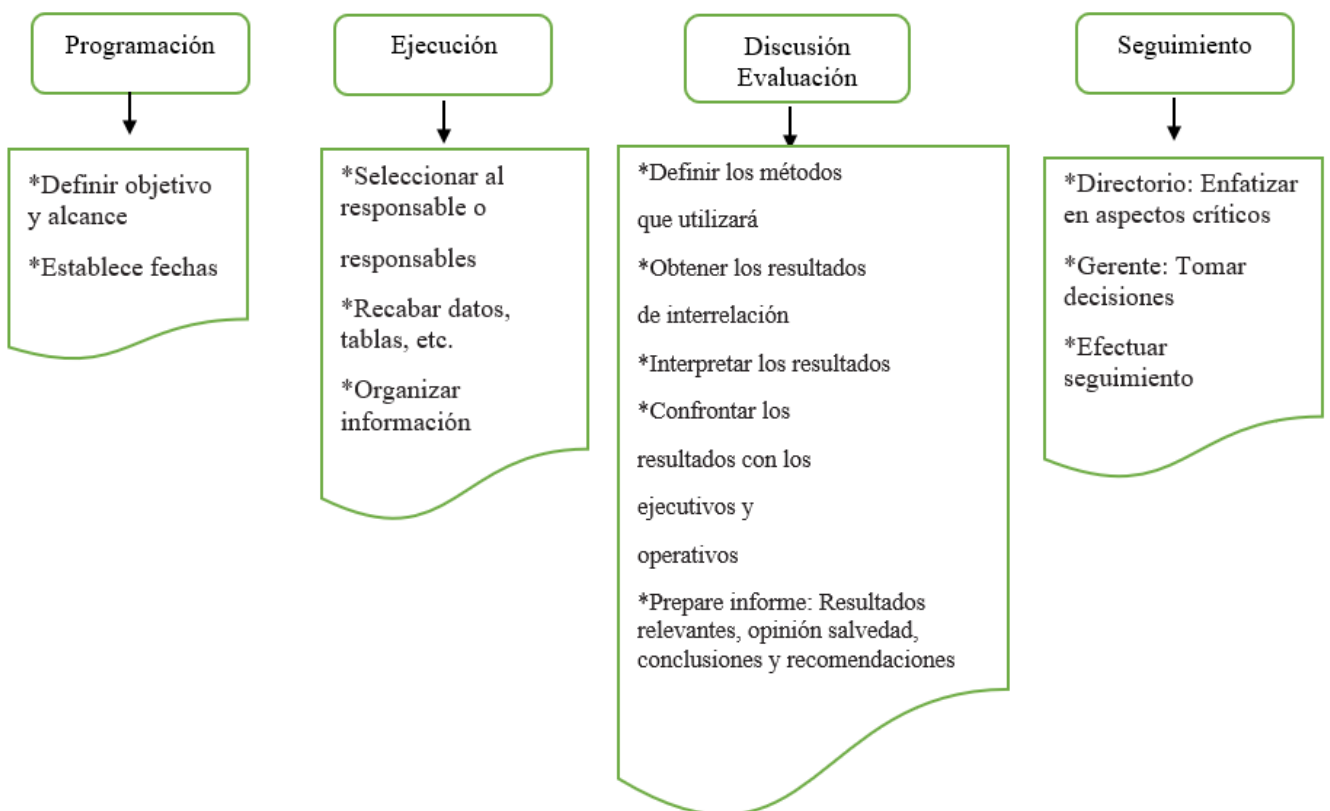 Programación
*Definir objetivo
y alcance
*Establece fechas
Ejecución
*Seleccionar al
responsable o
responsables
*Recabar datos,
tablas, etc.
*Organizar
información
Discusión
Evaluación
*Definir los métodos
que utilizará
*Obtener los resultados
de interrelación
*Interpretar los resultados
*Confrontar los
resultados con los
ejecutivos y
operativos
*Prepare informe: Resultados
relevantes, opinión salvedad,
conclusiones y recomendaciones
Seguimiento
*Directorio: Enfatizar
en aspectos críticos
*Gerente: Tomar
decisiones
*Efectuar
seguimiento